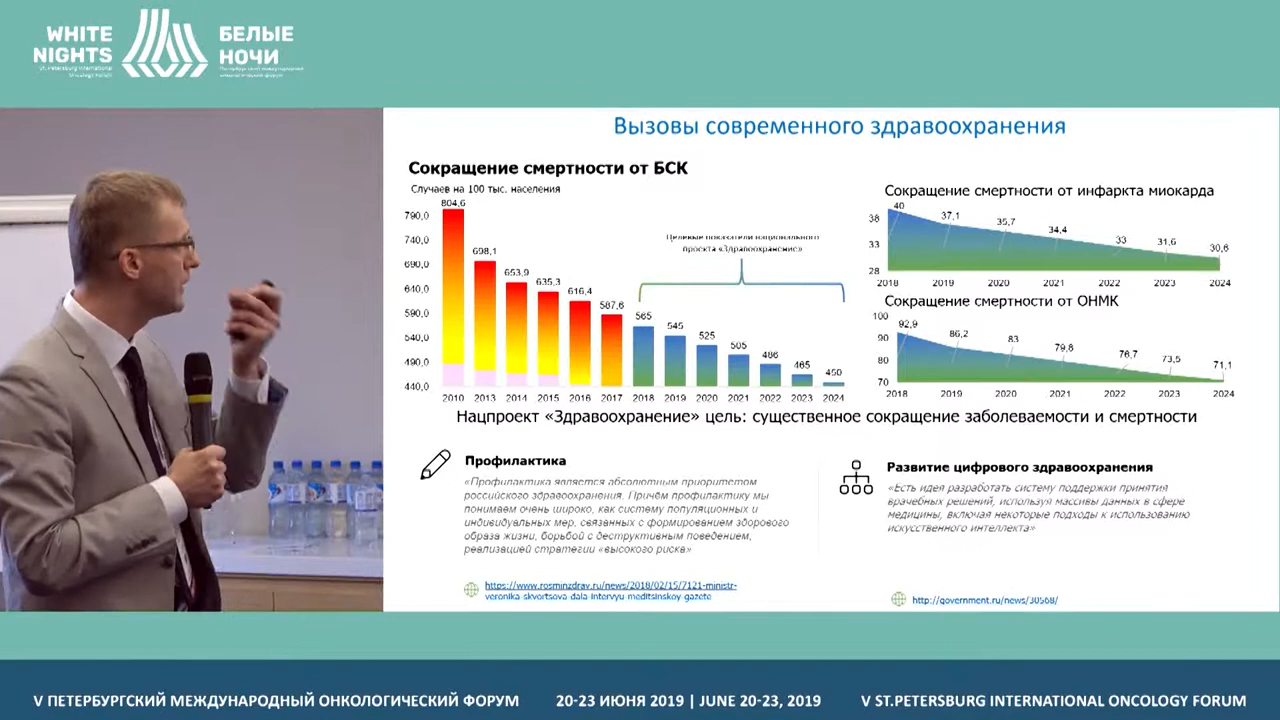 WHITE
NIGHTS
St. Petersburg International
Oncology Forum
БЕЛЫЕ
НОЧИ
Петербургский международный
онкологический форум
Вызовы современного здравоохранения
Сокращение смертности от БСК
Случаев на 100 тыс. населения
790,0
740,0
690,0
640,0
590,0
540,0
490,0
440,0
804,6
698,1
653,9
635,3
616,4
587,6
565
545
525
505
486
465
450
2010 2013 2014 2015 2016 2017 2018 2019 2020 2021 2022 2023 2024
Целевые показатели национального
проекта «Здравоохранение»
Сокращение смертности от инфаркта миокарда
38
33
28
40
37,1
35,7
34,4
33
31,6
30,6
2018 2019 2020 2021 2022 2023 2024
Сокращение смертности от ОНМК
100
90
80
70
92,9
86,2
83
79,8
76,7
73,5
71,1
2018 2019 2020 2021 2022 2023 2024
Нацпроект «Здравоохранение» цель: существенное сокращение заболеваемости и смертности
Профилактика
«Профилактика является абсолютным приоритетом
российского здравоохранения. Причём профилактику мы
понимаем очень широко, как систему популяционных и
индивидуальных мер, связанных с формированием здорового
образа жизни, борьбой с деструктивным поведением,
реализацией стратегии «высокого риска»
https://www.rosminzdrav.ru/news/2018/02/15/7121-ministr-
veronika-skvortsova-dala-intervyu-meditsinskoy-gazete
Развитие цифрового здравоохранения
«Есть идея разработать систему поддержки принятия
врачебных решений, используя массивы данных в сфере
медицины, включая некоторые подходы к использованию
искусственного интеллекта»
http://government.ru/news/30568/
V ПЕТЕРБУРГСКИЙ МЕЖДУНАРОДНЫЙ ОНКОЛОГИЧЕСКИЙ ФОРУМ
20-23 ИЮНЯ 2019 | JUNE 20-23, 2019
V ST.PETERSBURG INTERNATIONAL ONCOLOGY FORUM